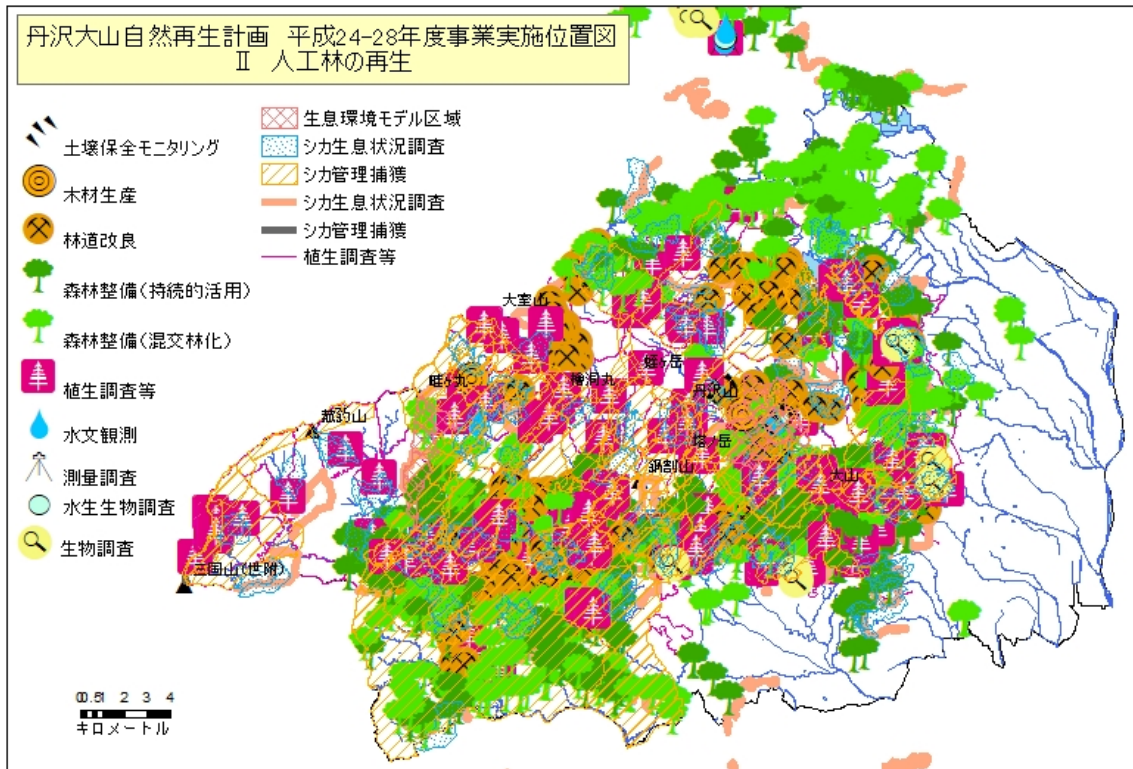 丹沢大山自然再生計画 平成24-28年度事業実施位置図
Ⅱ 人工林の再生
土壌保全モニタリング
木材生産
林道改良
森林整備(持続的活用)
森林整備(混交林化)
植生調査等
水文観測
測量調査
水生生物調査
生物調査
生息環境モデル区域
シカ生息状況調査
シカ管理捕獲
シカ生息状況調査
シカ管理捕獲
植生調査等
大室山
蛭ヶ岳
檜洞丸
畦ヶ丸
丹沢山
菰釣山
塔ノ岳
鍋割山
大山
三国山(世附)
0 0.5 1 2 3 4
キロメートル